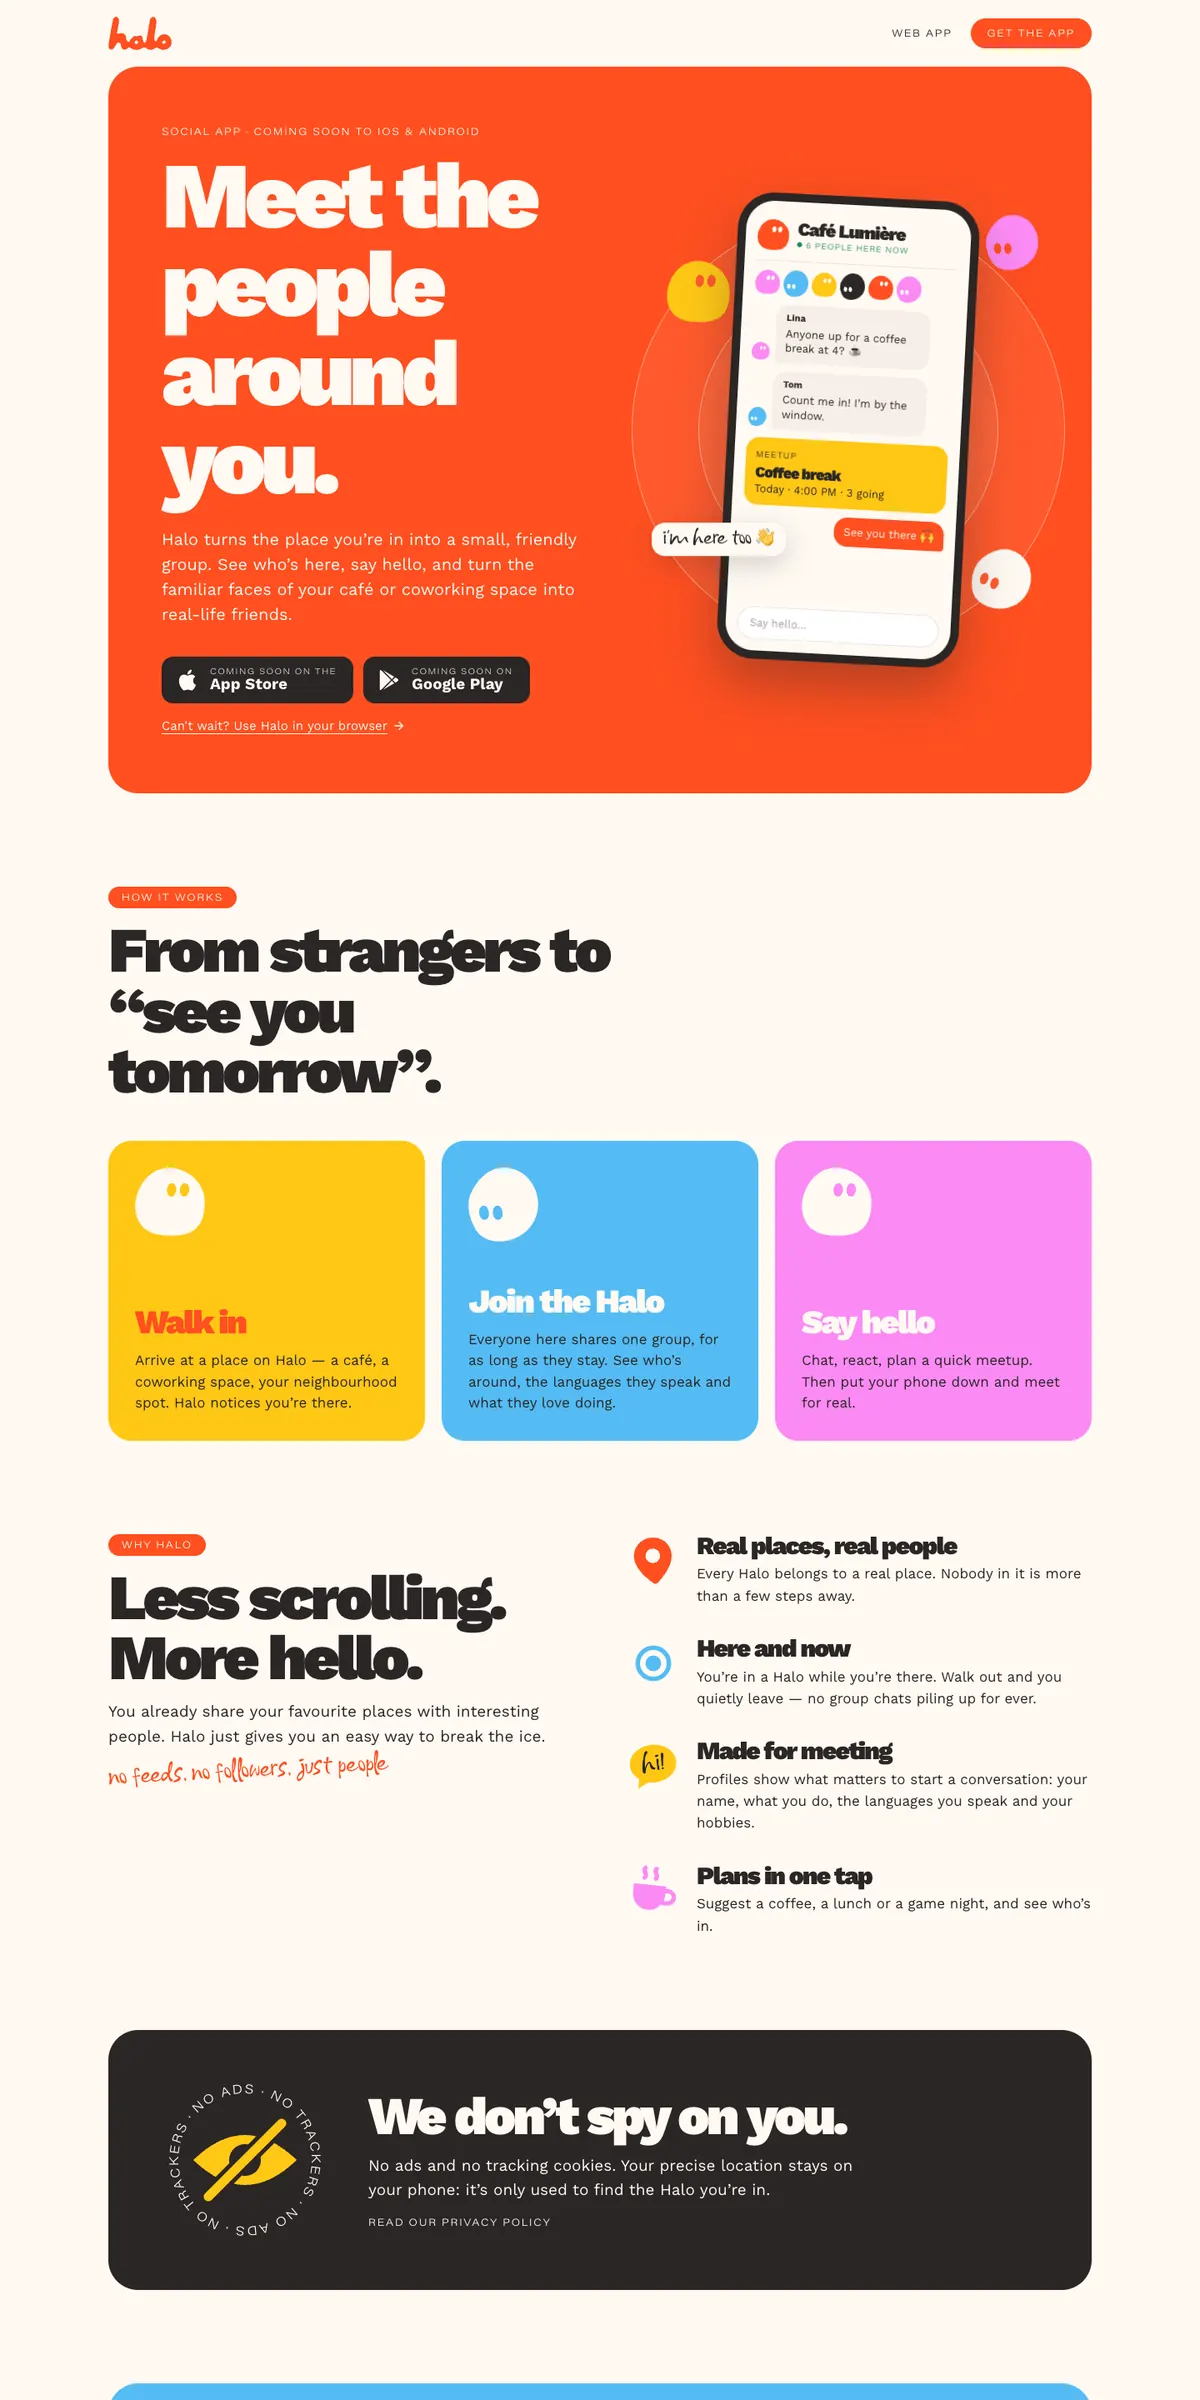 halo
WEB APP
GET THE APP
SOCIAL APP · COMING SOON TO IOS & ANDROID
Meet the
people
around
you.
Halo turns the place you’re in into a small, friendly
group. See who’s here, say hello, and turn the
familiar faces of your café or coworking space into
real-life friends.
COMING SOON ON THE
App Store
COMING SOON ON
Google Play
Can't wait? Use Halo in your browser →
Café Lumière
6 PEOPLE HERE NOW
Lina
Anyone up for a coffee
break at 4? ☕
Tom
Count me in! I’m by the
window.
MEETUP
Coffee break
Today · 4:00 PM · 3 going
See you there 🙌
i’m here too 👋
Say hello...
HOW IT WORKS
From strangers to
“see you
tomorrow”.
Walk in
Arrive at a place on Halo — a café, a
coworking space, your neighbourhood
spot. Halo notices you’re there.
Join the Halo
Everyone here shares one group, for
as long as they stay. See who’s
around, the languages they speak and
what they love doing.
Say hello
Chat, react, plan a quick meetup.
Then put your phone down and meet
for real.
WHY HALO
Less scrolling.
More hello.
You already share your favourite places with interesting
people. Halo just gives you an easy way to break the ice.
no feeds. no followers. just people
Real places, real people
Every Halo belongs to a real place. Nobody in it is more
than a few steps away.
Here and now
You’re in a Halo while you’re there. Walk out and you
quietly leave — no group chats piling up for ever.
hi!
Made for meeting
Profiles show what matters to start a conversation: your
name, what you do, the languages you speak and your
hobbies.
Plans in one tap
Suggest a coffee, a lunch or a game night, and see who’s
in.
NO ADS · NO TRACKERS · NO ADS · NO TRACKERS ·
We don’t spy on you.
No ads and no tracking cookies. Your precise location stays on
your phone: it’s only used to find the Halo you’re in.
READ OUR PRIVACY POLICY